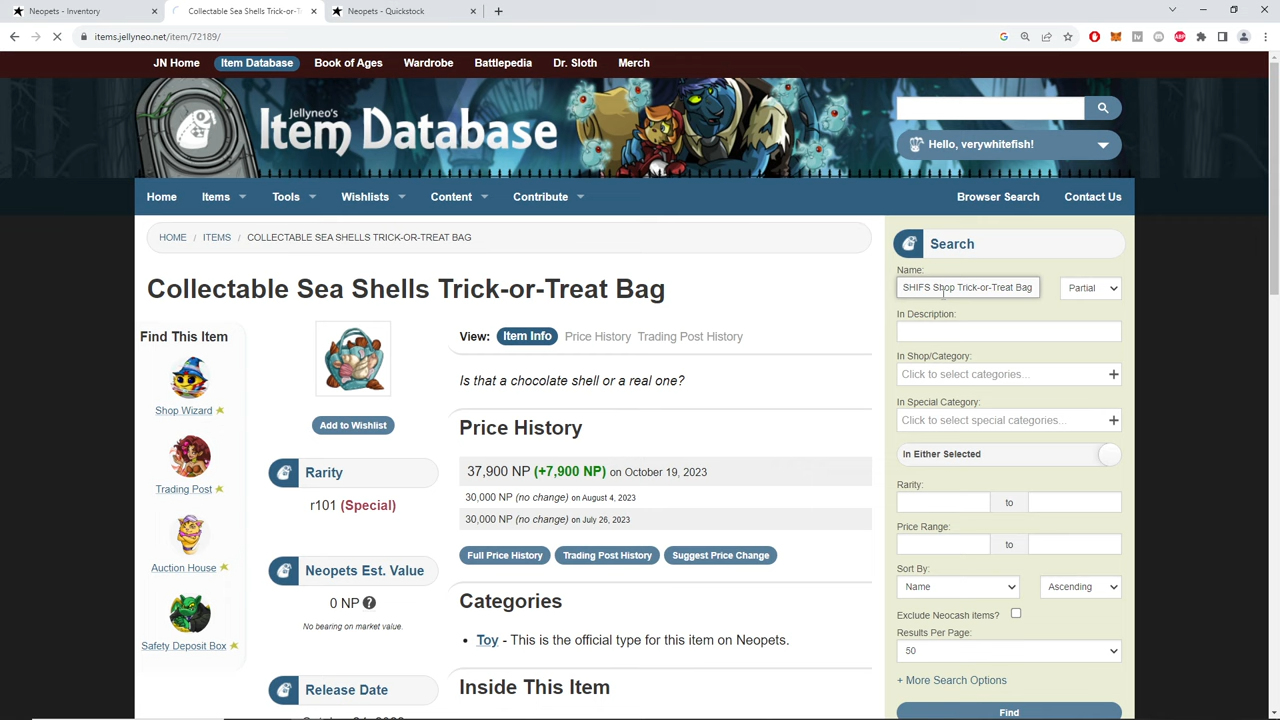 Neopets - Inventory
Collectable Sea Shells Trick-or-T
Neopets - Quickstock
items.jellyneo.net/item/72189/
JN Home
Item Database
Book of Ages
Wardrobe
Battlepedia
Dr. Sloth
Merch
Jellyneo's
Item Database
Hello, verywhitefish!
Home
Items
Tools
Wishlists
Content
Contribute
Browser Search
Contact Us
HOME / ITEMS / COLLECTABLE SEA SHELLS TRICK-OR-TREAT BAG
Collectable Sea Shells Trick-or-Treat Bag
Find This Item
Shop Wizard
Trading Post
Auction House
Safety Deposit Box
Add to Wishlist
Rarity
r101 (Special)
Neopets Est. Value
0 NP ?
No bearing on market value.
Release Date
View: Item Info Price History Trading Post History
Is that a chocolate shell or a real one?
Price History
37,900 NP (+7,900 NP) on October 19, 2023
30,000 NP (no change) on August 4, 2023
30,000 NP (no change) on July 26, 2023
Full Price History
Trading Post History
Suggest Price Change
Categories
• Toy - This is the official type for this item on Neopets.
Inside This Item
Search
Name:
SHIFS Shop Trick-or-Treat Bag
Partial
In Description:
In Shop/Category:
Click to select categories...
In Special Category:
Click to select special categories...
In Either Selected
Rarity:
to
Price Range:
to
Sort By:
Name
Ascending
Exclude Neocash items?
Results Per Page:
50
+ More Search Options
Find